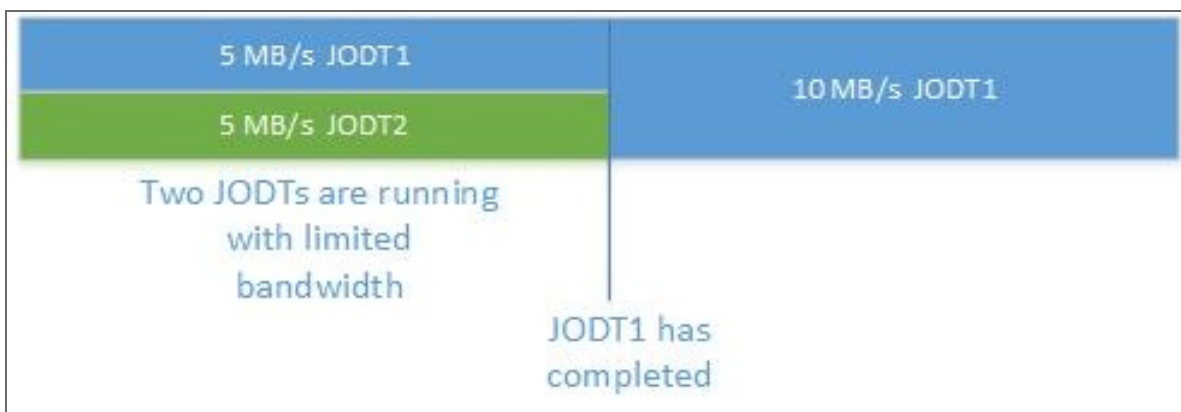 5 MB/s JODT1
10 MB/s JODT1
5 MB/s JODT2
Two JODTs are running
with limited
bandwidth
JODT1 has
completed